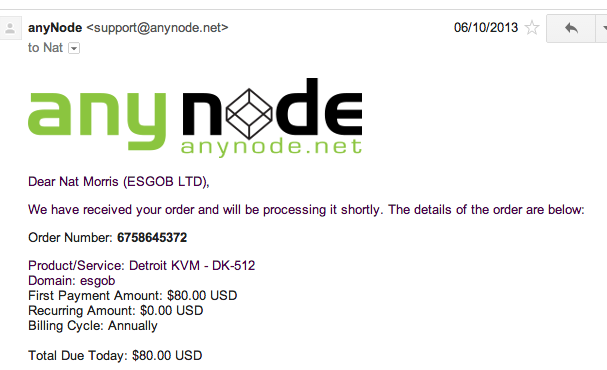 anyNode <support@anynode.net>
06/10/2013
to Nat
any node
anynode.net
Dear Nat Morris (ESGOB LTD),
We have received your order and will be processing it shortly. The details of the order are below:
Order Number: 6758645372
Product/Service: Detroit KVM - DK-512
Domain: esgob
First Payment Amount: $80.00 USD
Recurring Amount: $0.00 USD
Billing Cycle: Annually
Total Due Today: $80.00 USD